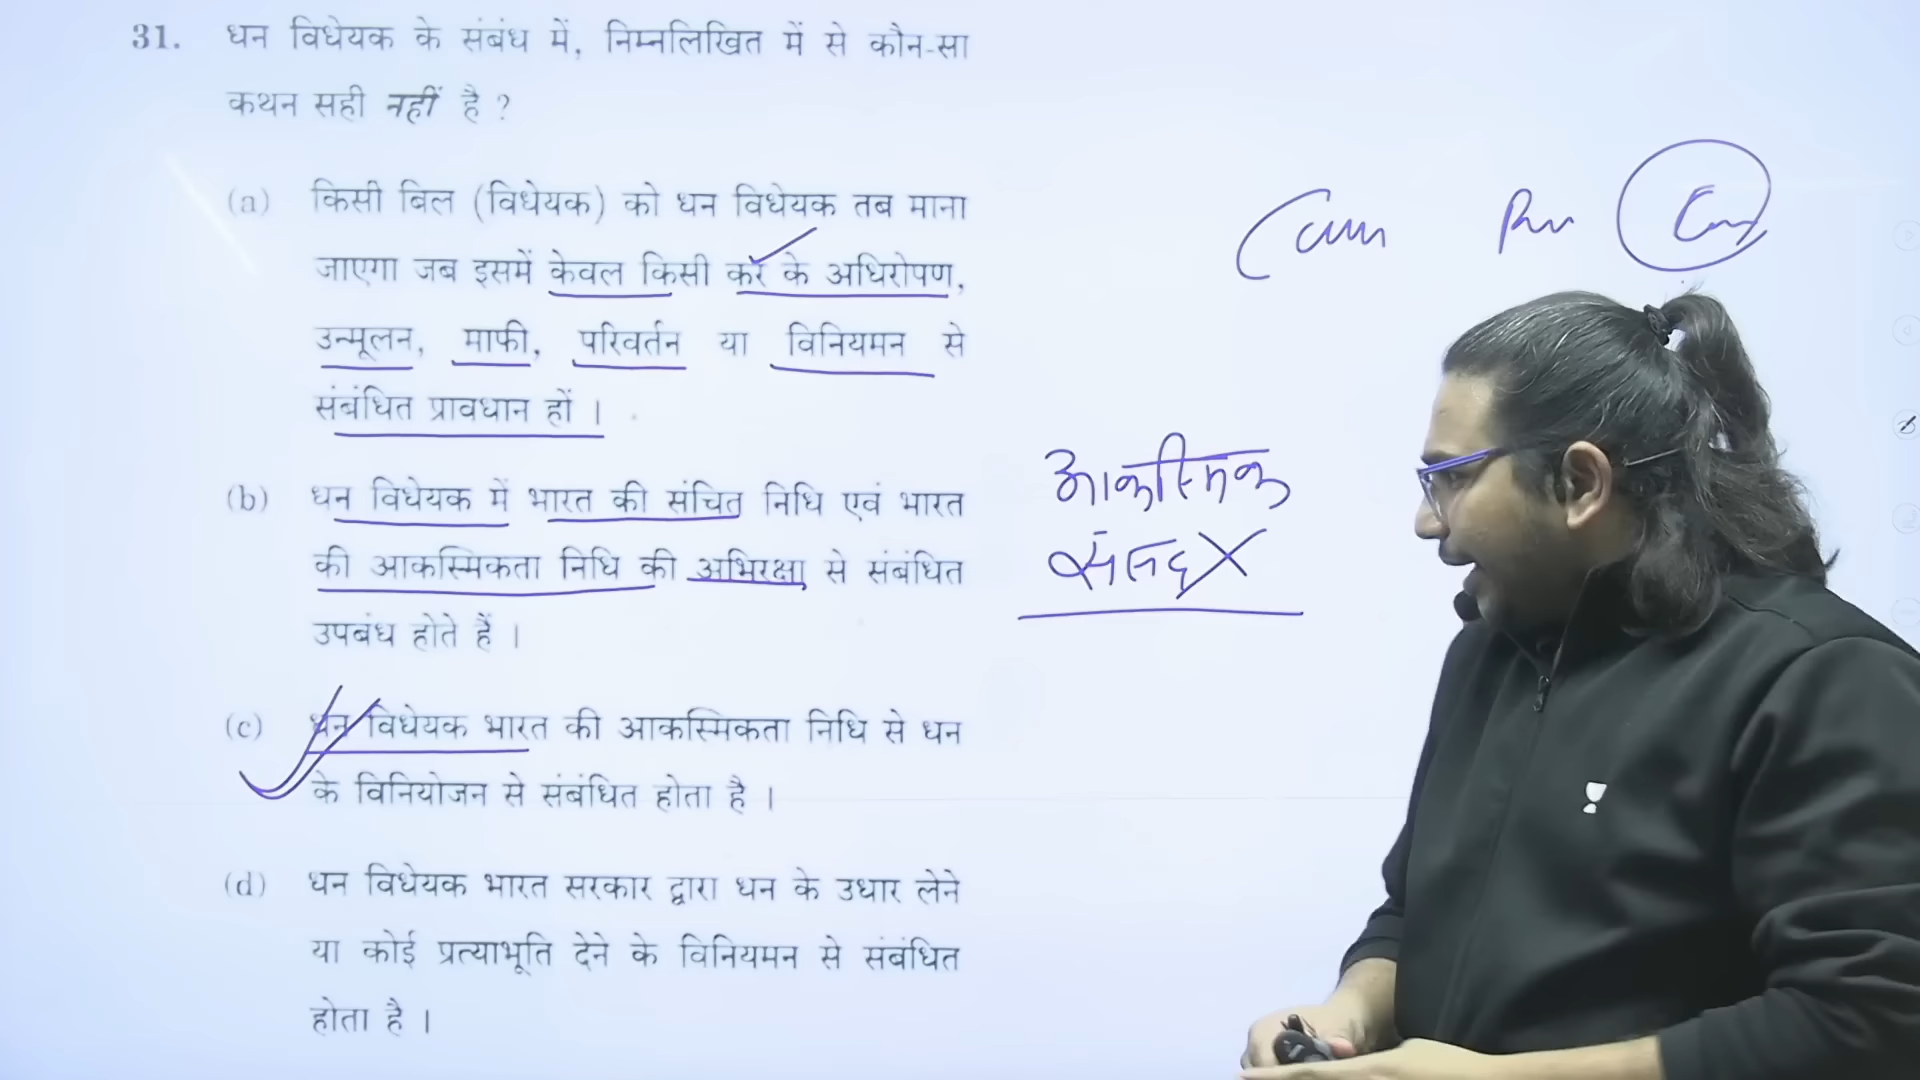 31. धन विधेयक के संबंध में, निम्नलिखित में से कौन-सा
कथन सही नहीं है ?
(a) किसी बिल (विधेयक) को धन विधेयक तब माना
जाएगा जब इसमें केवल किसी कर के अधिरोपण,
उन्मूलन, माफी, परिवर्तन या विनियमन से
संबंधित प्रावधान हों ।
(b) धन विधेयक में भारत की संचित निधि एवं भारत
की आकस्मिकता निधि की अभिरक्षा से संबंधित
उपबंध होते हैं ।
(c) धन विधेयक भारत की आकस्मिकता निधि से धन
के विनियोजन से संबंधित होता है ।
(d) धन विधेयक भारत सरकार द्वारा धन के उधार लेने
या कोई प्रत्याभूति देने के विनियमन से संबंधित
होता है ।
आकस्मिक
संसद